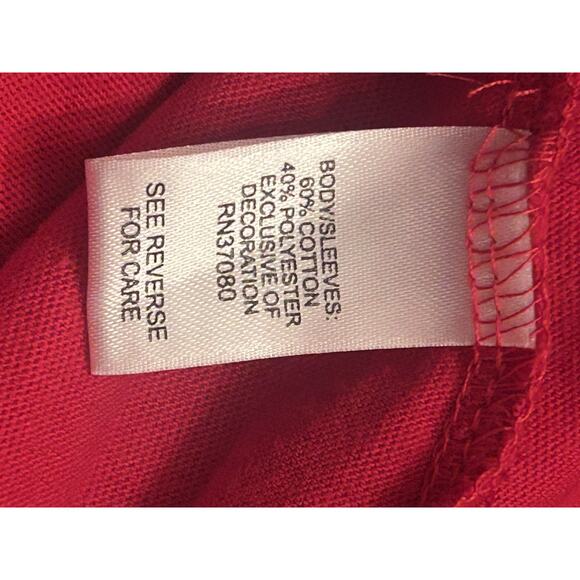 BODY/SLEEVES:
60% COTTON
40% POLYESTER
EXCLUSIVE OF
DECORATION
RN37080
SEE REVERSE
FOR CARE